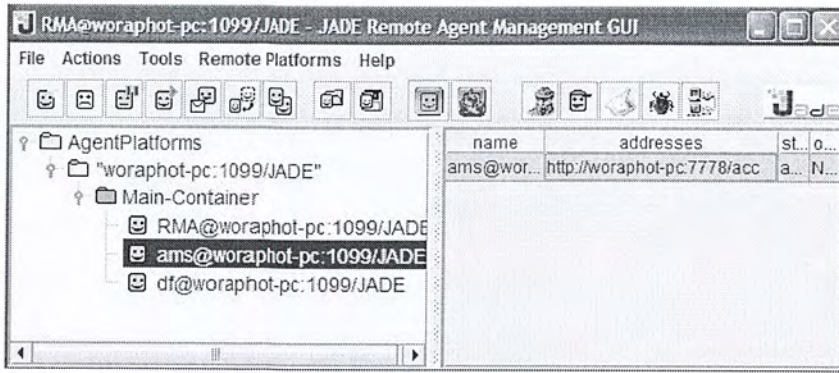 RMA@woraphot-pc:1099/JADE - JADE Remote Agent Management GUI
File Actions Tools Remote Platforms Help
Jade
AgentPlatforms
"woraphot-pc:1099/JADE"
Main-Container
RMA@woraphot-pc:1099/JADE
ams@woraphot-pc:1099/JADE
df@woraphot-pc:1099/JADE
name addresses st... o...
ams@wor... http://woraphot-pc:7778/acc a... N...